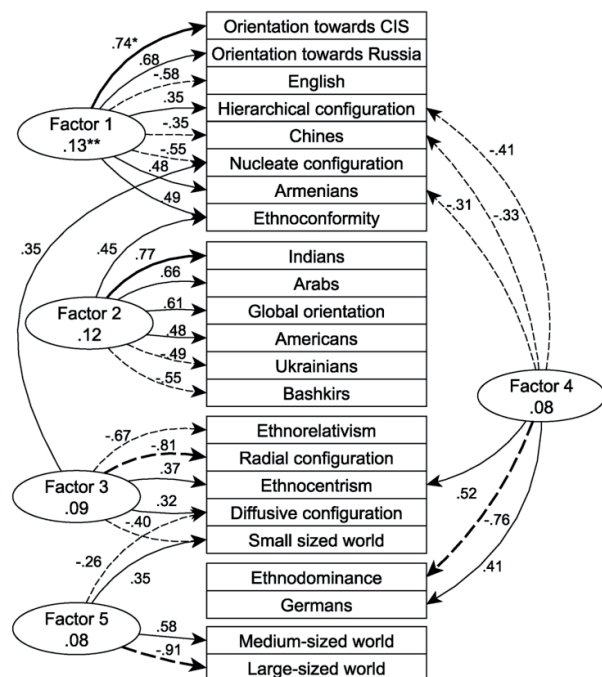 Orientation towards CIS
Orientation towards Russia
English
Hierarchical configuration
Chines
Nucleate configuration
Armenians
Ethnoconformity
Factor 1
.13**
.74*
.68
-.58
.35
-.35
-.55
.48
.49
-.41
-.33
-.31
.35
Indians
Arabs
Global orientation
Americans
Ukrainians
Bashkirs
Factor 2
.12
.45
.77
.66
.61
.48
-.49
-.55
Factor 4
.08
Ethnorelativism
Radial configuration
Ethnocentrism
Diffusive configuration
Small sized world
Factor 3
.09
-.67
-.81
.37
.32
-.40
.52
-.76
.41
Ethnodominance
Germans
-.26
.35
Factor 5
.08
.58
-.91
Medium-sized world
Large-sized world